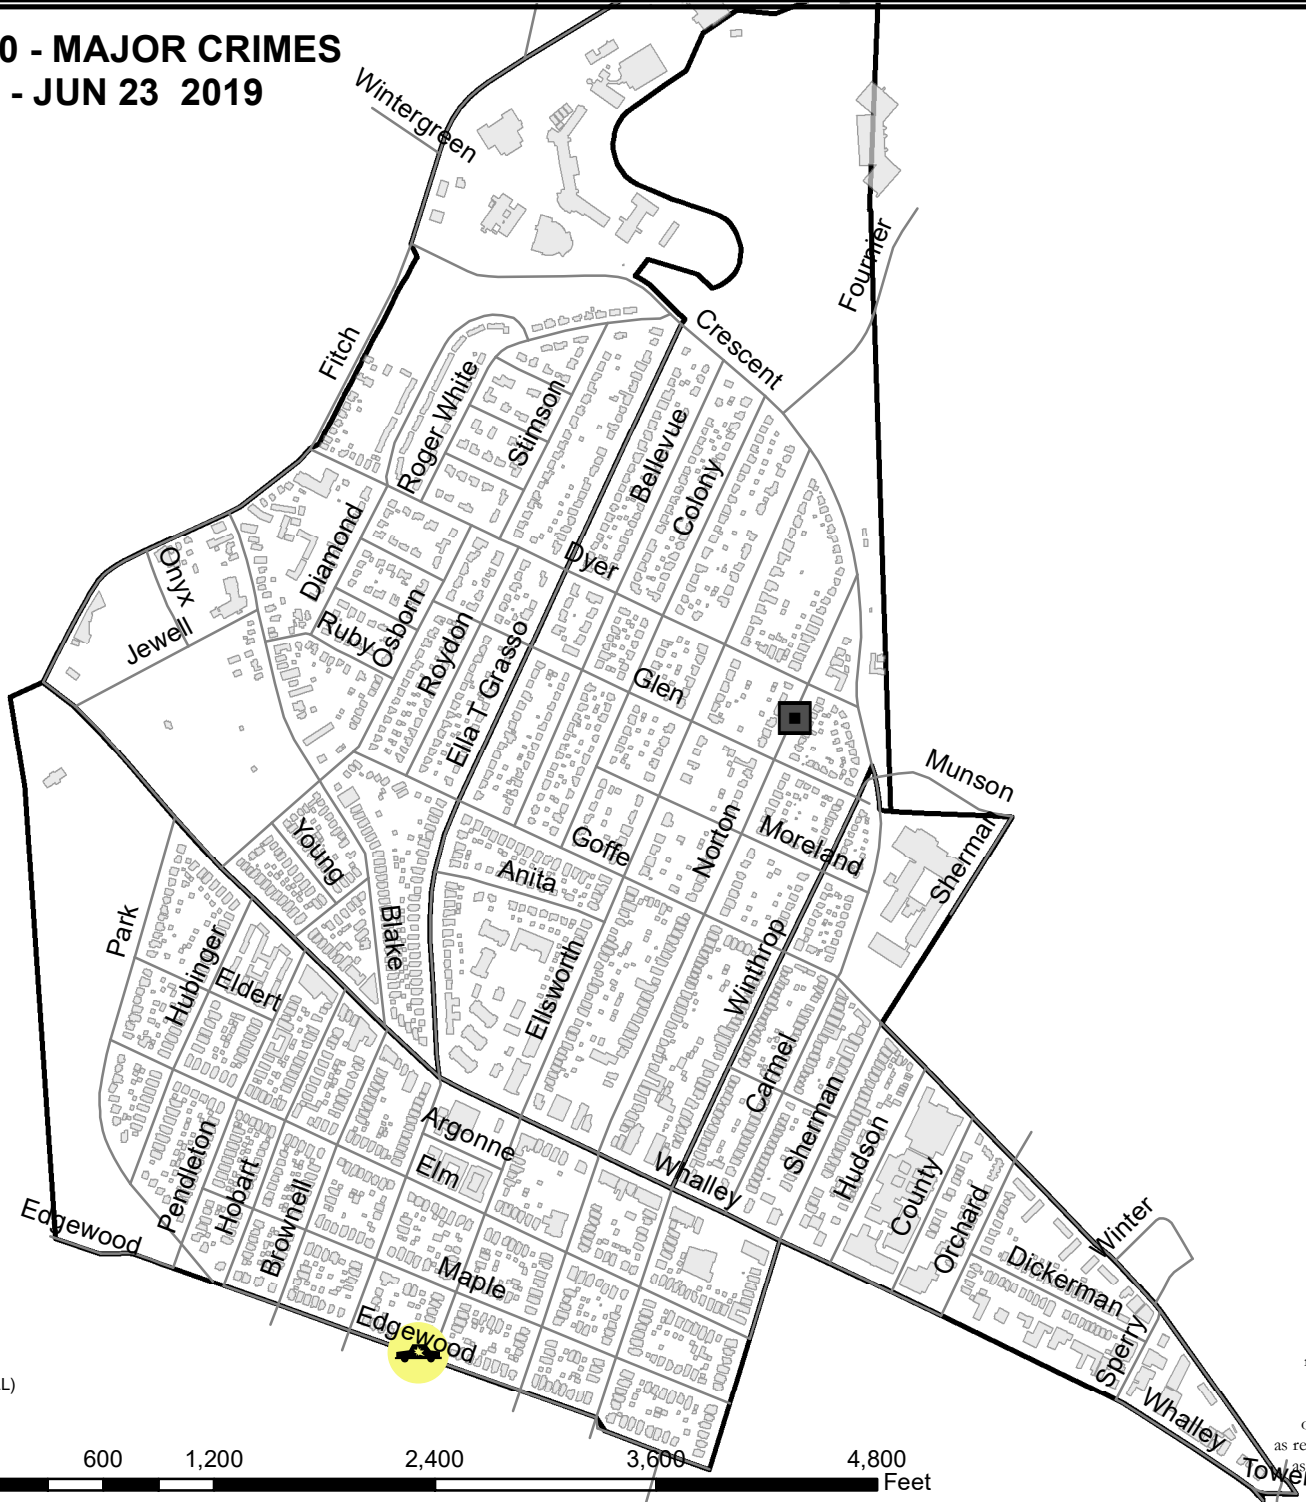 0 - MAJOR CRIMES
- JUN 23 2019
Wintergreen
Fournier
Crescent
Fitch
Roger White
Stimson
Bellevue
Colony
Diamond
Onyx
Dyer
Jewell
Ruby
Osborn
Roydon
Ella T Grasso
Glen
Munson
Norton
Moreland
Goffe
Young
Anita
Sherman
Park
Blake
Hubinger
Eldert
Ellsworth
Winthrop
Carmel
Sherman
Argonne
Elm
Whalley
Hudson
Pendleton
Hobart
Brownell
County
Orchard
Winter
Edgewood
Dickerman
Maple
Edgewood
Sperry
L)
Whalley
as re
as
600 1,200 2,400 3,600 4,800
Feet